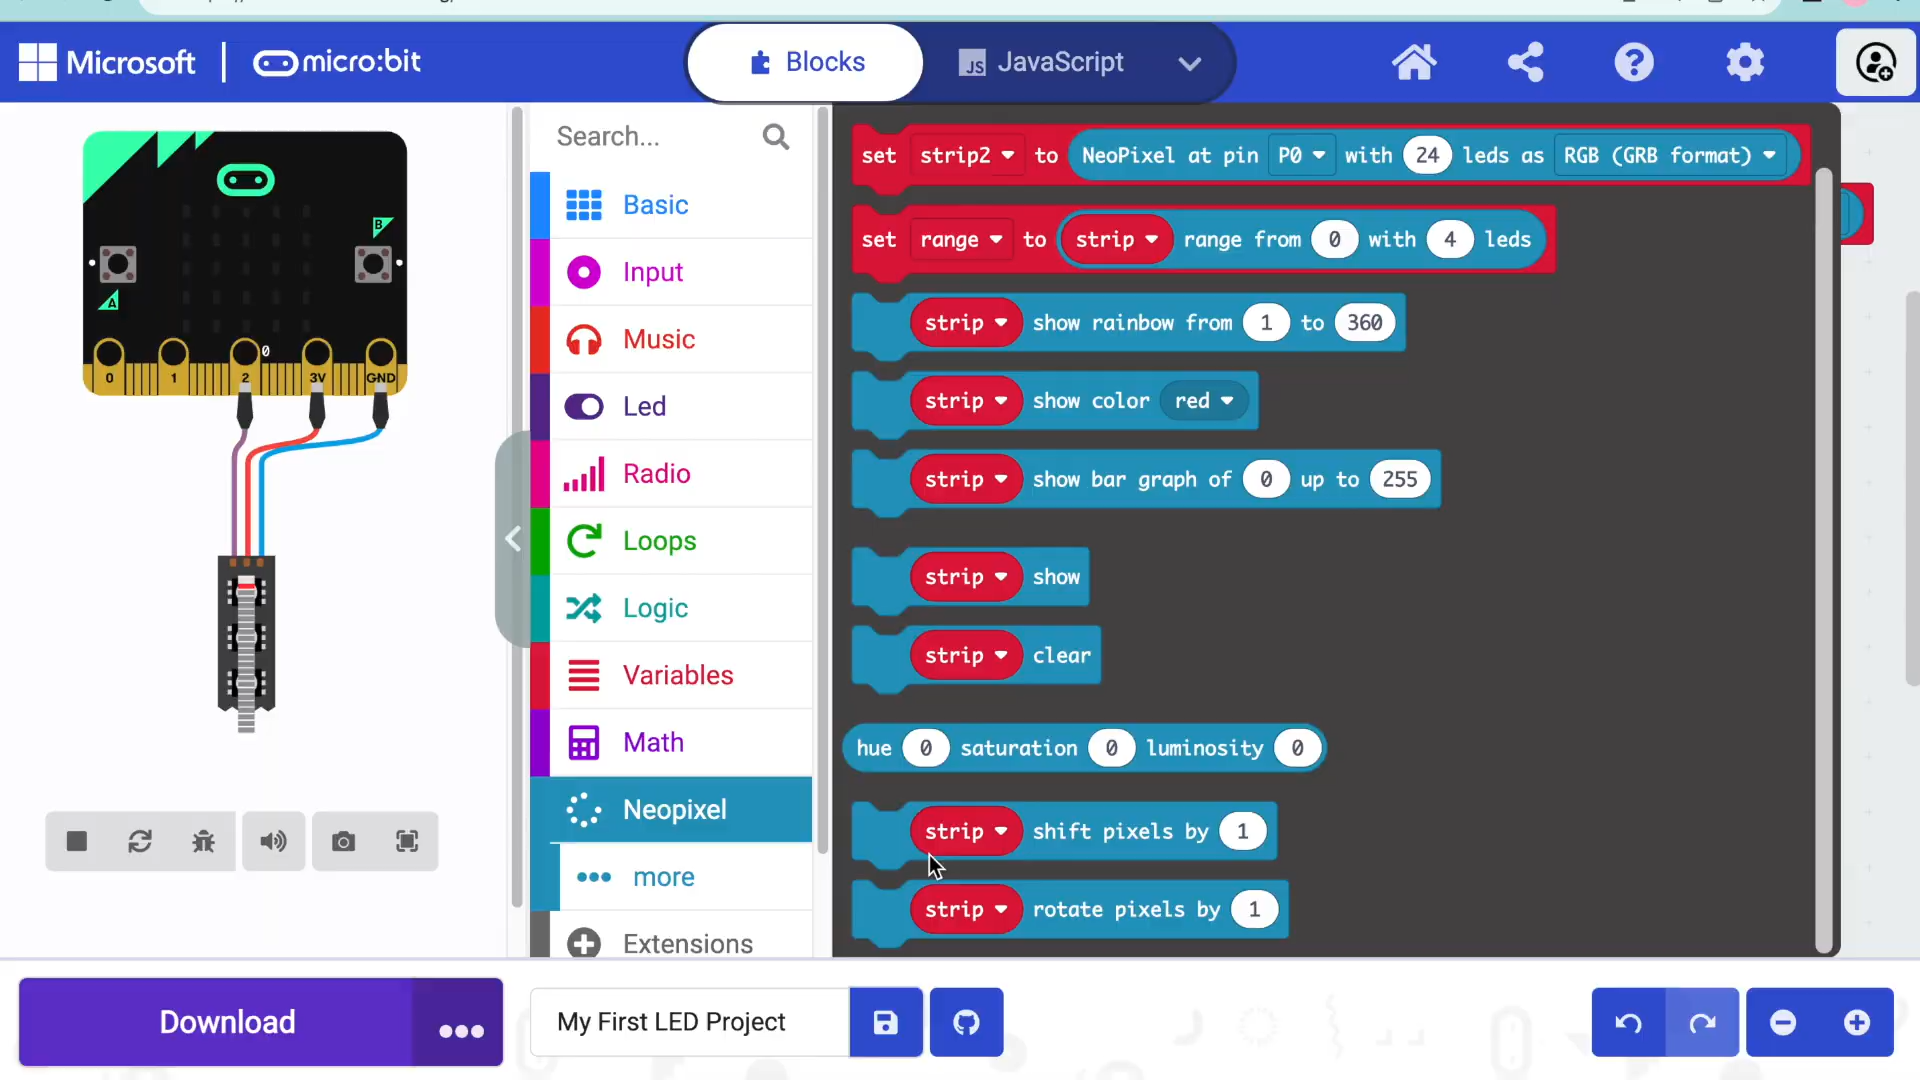 Microsoft micro:bit Blocks JS JavaScript
Search...
Basic
Input
Music
Led
Radio
Loops
Logic
Variables
Math
Neopixel
more
Extensions
set strip2 to NeoPixel at pin P0 with 24 leds as RGB (GRB format)
set range to strip range from 0 with 4 leds
strip show rainbow from 1 to 360
strip show color red
strip show bar graph of 0 up to 255
strip show
strip clear
hue 0 saturation 0 luminosity 0
strip shift pixels by 1
strip rotate pixels by 1
B
A
0
0 1 2 3V GND
Download
My First LED Project